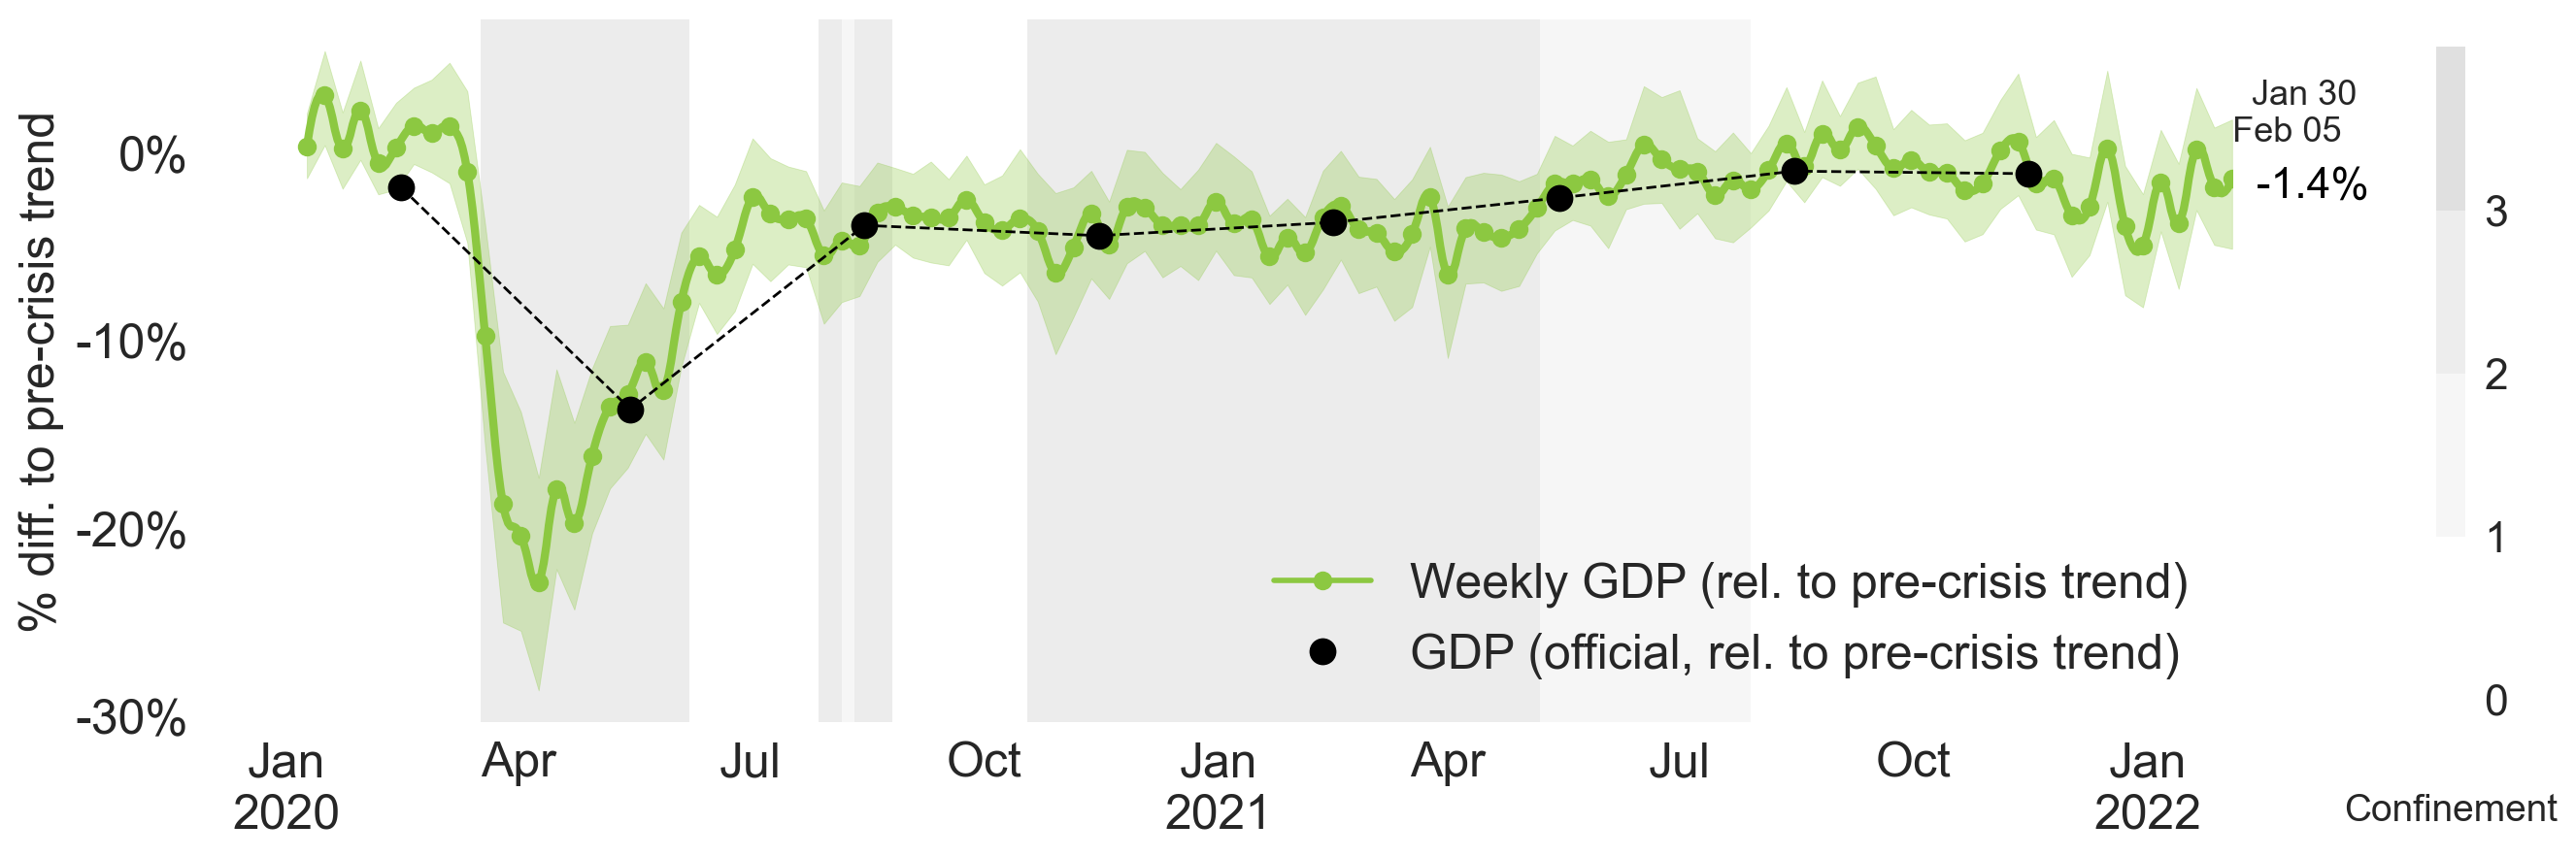 % diff. to pre-crisis trend
0%
-10%
-20%
-30%
Jan
2020
Apr
Jul
Oct
Jan
2021
Apr
Jul
Oct
Jan
2022
Jan 30
Feb 05
-1.4%
Weekly GDP (rel. to pre-crisis trend)
GDP (official, rel. to pre-crisis trend)
3
2
1
0
Confinement